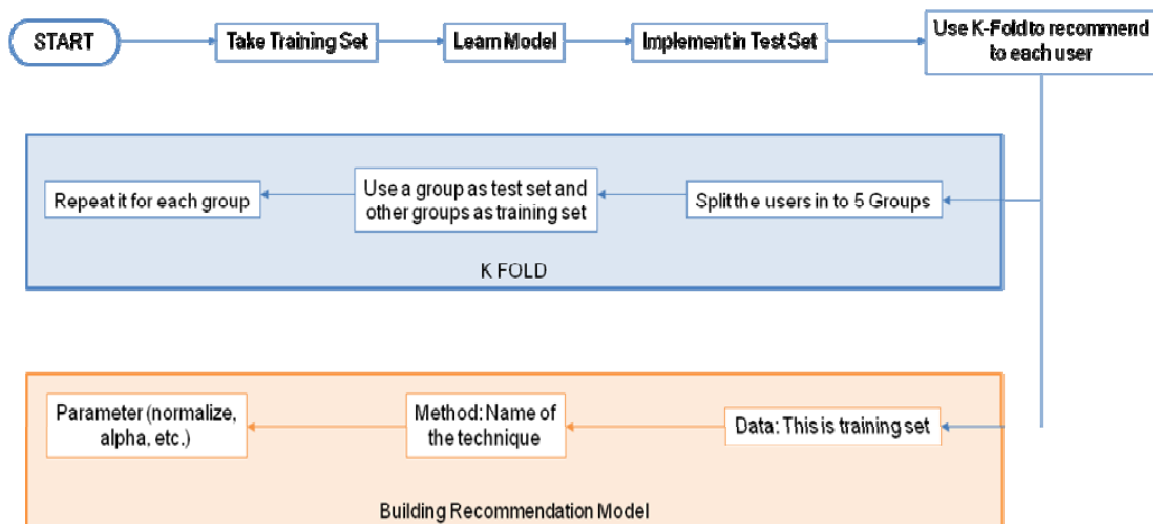 START
Take Training Set
Learn Model
Implement in Test Set
Use K-Fold to recommend
to each user
Repeat it for each group
Use a group as test set and
other groups as training set
Split the users in to 5 Groups
K FOLD
Parameter (normalize,
alpha, etc.)
Method: Name of
the technique
Data: This is training set
Building Recommendation Model